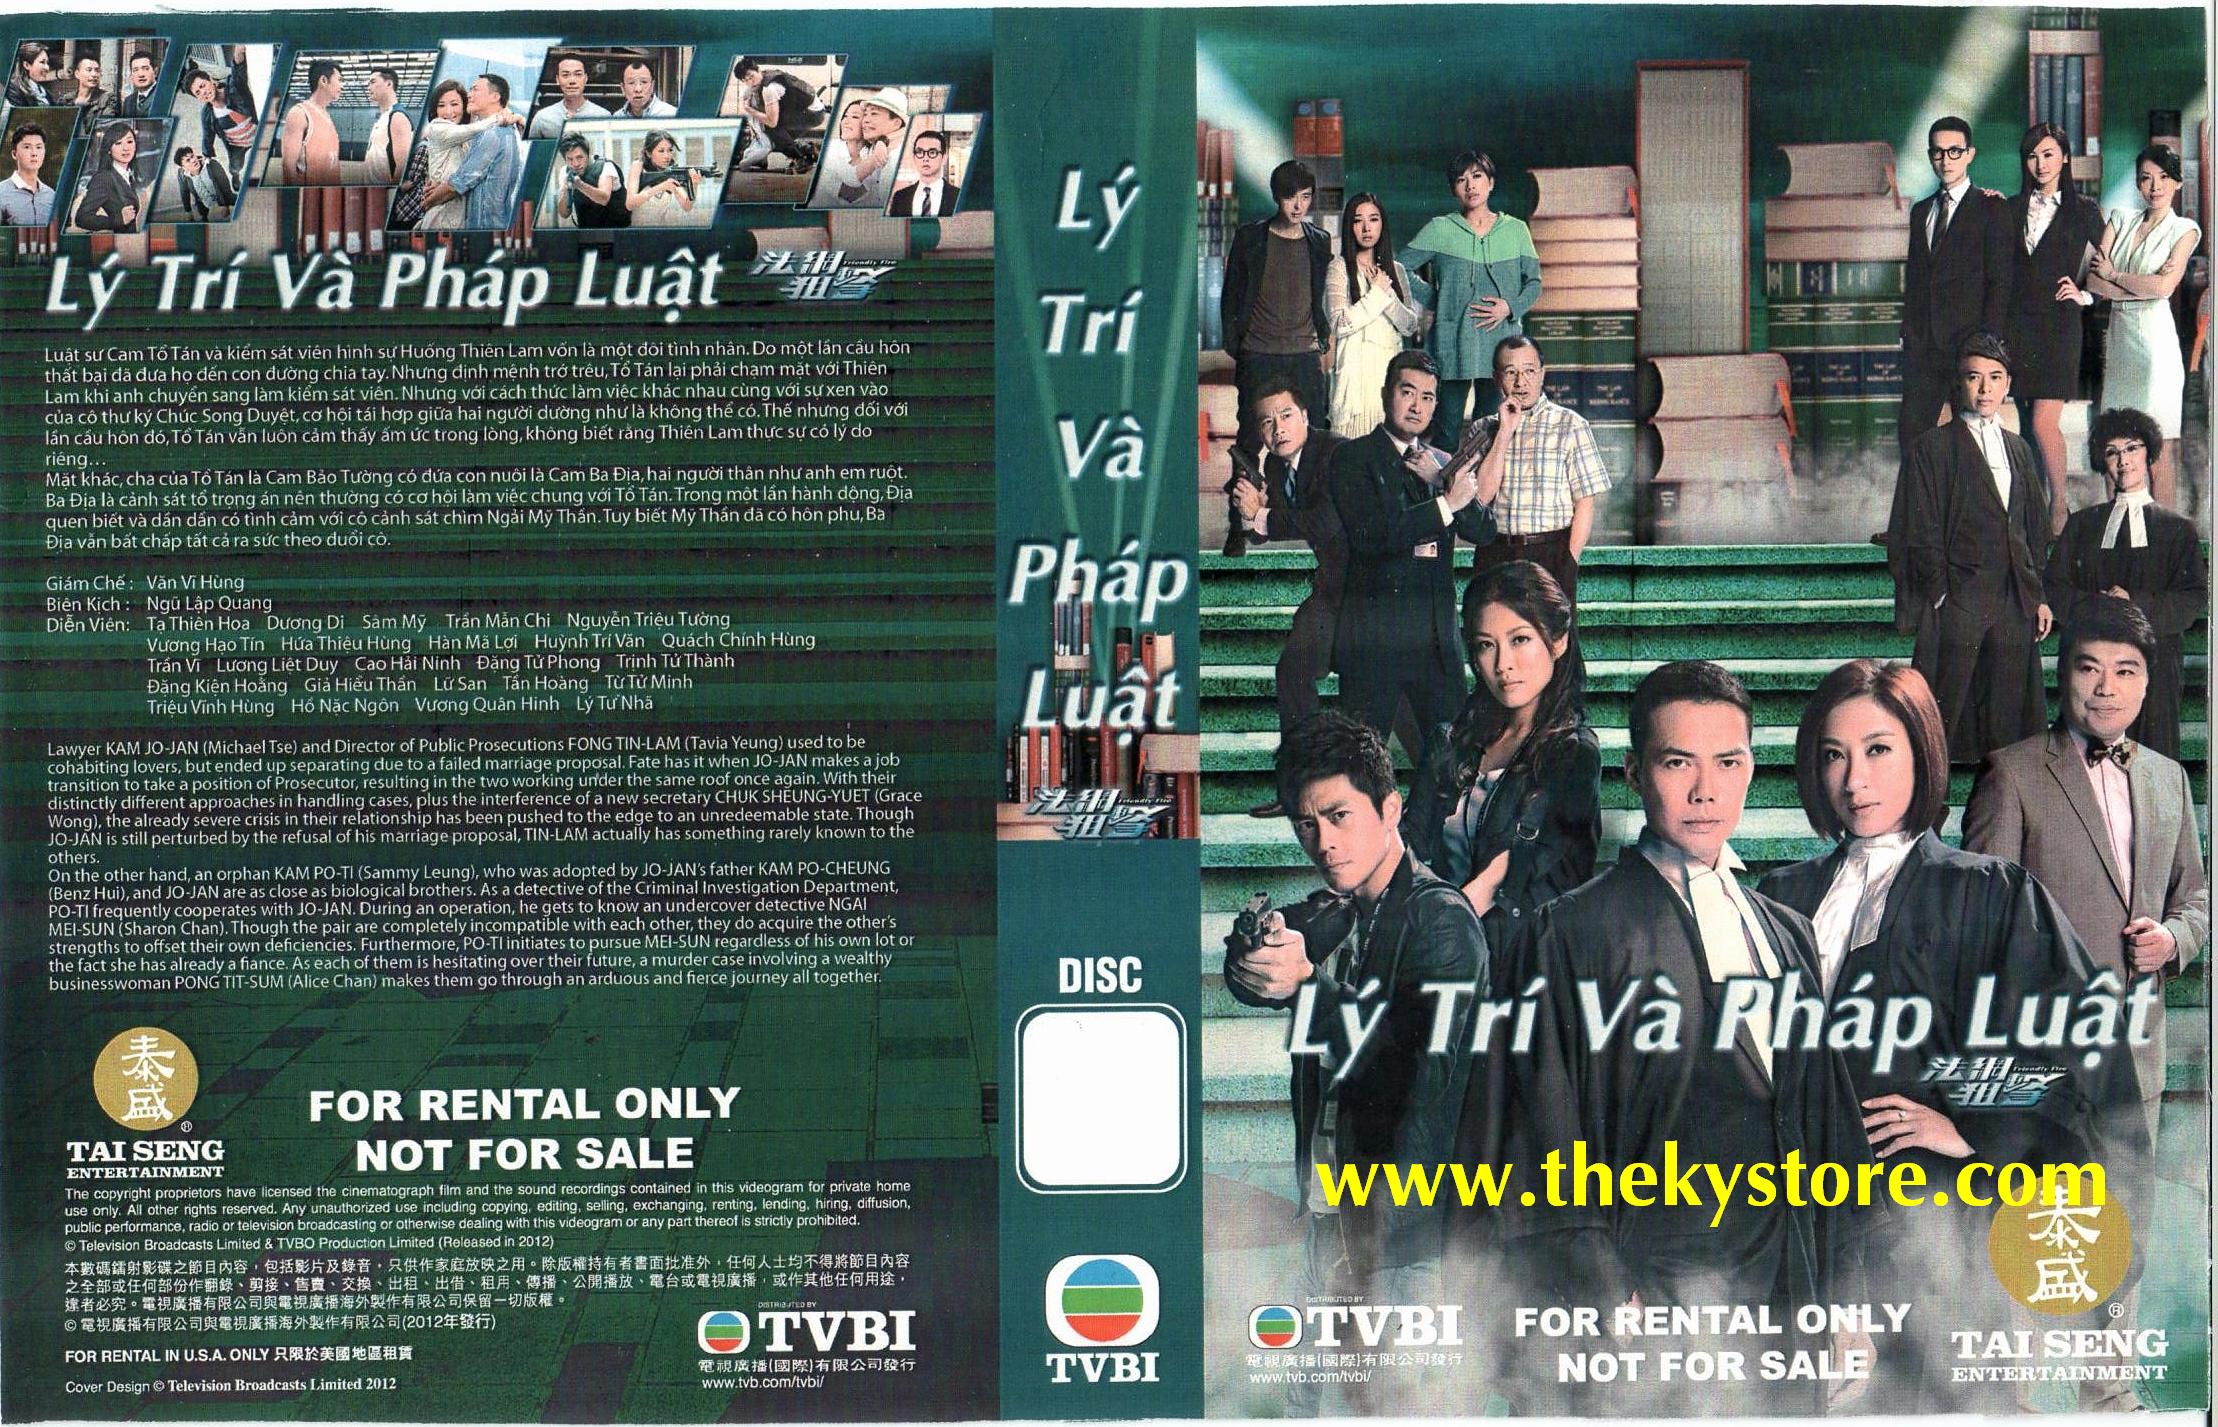 Lý Trí Và Pháp Luật 法網狙擊 Friendly Fire
Luật sư Cam Tổ Tán và kiểm sát viên hình sự Huống Thiên Lam vốn là một đôi tình nhân. Do một lần cầu hôn
thất bại đã đưa họ đến con đường chia tay. Nhưng định mệnh trớ trêu, Tổ Tán lại phải chạm mặt với Thiên
Lam khi anh chuyển sang làm kiểm sát viên. Nhưng với cách thức làm việc khác nhau cùng với sự xen vào
của cô thư ký Chúc Song Duyệt, cơ hội tái hợp giữa hai người dường như là không thể có. Thế nhưng đối với
lần cầu hôn đó, Tổ Tán vẫn luôn cảm thấy ấm ức trong lòng, không biết rằng Thiên Lam thực sự có lý do
riêng...
Mặt khác, cha của Tổ Tán là Cam Bảo Tường có đứa con nuôi là Cam Ba Địa, hai người thân như anh em ruột.
Ba Địa là cảnh sát tổ trọng án nên thường có cơ hội làm việc chung với Tổ Tán. Trong một lần hành động, Địa
quen biết và dần dần có tình cảm với cô cảnh sát chìm Ngải Mỹ Thần. Tuy biết Mỹ Thần đã có hôn phu, Ba
Địa vẫn bất chấp tất cả ra sức theo đuổi cô.
Giám Chế : Văn Vĩ Hùng
Biên Kịch : Ngũ Lập Quang
Diễn Viên: Tạ Thiên Hoa Dương Di Sâm Mỹ Trần Mẫn Chi Nguyễn Triệu Tường
Vương Hạo Tín Hứa Thiệu Hùng Hàn Mã Lợi Huỳnh Trí Văn Quách Chính Hùng
Trần Vĩ Lương Liệt Duy Cao Hải Ninh Đặng Tử Phong Trịnh Tử Thành
Đặng Kiện Hoằng Giả Hiểu Thần Lữ San Tần Hoàng Từ Tử Minh
Triệu Vĩnh Hùng Hồ Nặc Ngôn Vương Quân Hinh Lý Tư Nhã
Lawyer KAM JO-JAN (Michael Tse) and Director of Public Prosecutions FONG TIN-LAM (Tavia Yeung) used to be
cohabiting lovers, but ended up separating due to a failed marriage proposal. Fate has it when JO-JAN makes a job
transition to take a position of Prosecutor, resulting in the two working under the same roof once again. With their
distinctly different approaches in handling cases, plus the interference of a new secretary CHUK SHEUNG-YUET (Grace
Wong), the already severe crisis in their relationship has been pushed to the edge to an unredeemable state. Though
JO-JAN is still perturbed by the refusal of his marriage proposal, TIN-LAM actually has something rarely known to the
others.
On the other hand, an orphan KAM PO-TI (Sammy Leung), who was adopted by JO-JAN's father KAM PO-CHEUNG
(Benz Hui), and JO-JAN are as close as biological brothers. As a detective of the Criminal Investigation Department,
PO-TI frequently cooperates with JO-JAN. During an operation, he gets to know an undercover detective NGAI
MEI-SUN (Sharon Chan). Though the pair are completely incompatible with each other, they do acquire the other's
strengths to offset their own deficiencies. Furthermore, PO-TI initiates to pursue MEI-SUN regardless of his own lot or
the fact she has already a fiance. As each of them is hesitating over their future, a murder case involving a wealthy
businesswoman PONG TIT-SUM (Alice Chan) makes them go through an arduous and fierce journey all together.
泰盛 ®
TAI SENG
ENTERTAINMENT
FOR RENTAL ONLY
NOT FOR SALE
The copyright proprietors have licensed the cinematograph film and the sound recordings contained in this videogram for private home
use only. All other rights reserved. Any unauthorized use including copying, editing, selling, exchanging, renting, lending, hiring, diffusion,
public performance, radio or television broadcasting or otherwise dealing with this videogram or any part thereof is strictly prohibited.
© Television Broadcasts Limited & TVBO Production Limited (Released in 2012)
本數碼鐳射影碟之節目內容，包括影片及錄音，只供作家庭放映之用。除版權持有者書面批准外，任何人士均不得將節目內容
之全部或任何部份作翻錄、剪接、售賣、交換、出租、出借、租用、傳播、公開播放、電台或電視廣播，或作其他任何用途，
違者必究。電視廣播有限公司與電視廣播海外製作有限公司保留一切版權。
© 電視廣播有限公司與電視廣播海外製作有限公司(2012年發行)
FOR RENTAL IN U.S.A. ONLY 只限於美國地區租賃
Cover Design © Television Broadcasts Limited 2012
DISTRIBUTED BY
TVBI
電視廣播(國際)有限公司發行
www.tvb.com/tvbi/
Lý
Trí
Và
Pháp
Luật
法網狙擊 Friendly Fire
DISC
TVBI
Lý Trí Và Pháp Luật
法網狙擊 Friendly Fire
www.thekystore.com
DISTRIBUTED BY
TVBI
電視廣播(國際)有限公司發行
www.tvb.com/tvbi/
FOR RENTAL ONLY
NOT FOR SALE
泰盛 ®
TAI SENG
ENTERTAINMENT